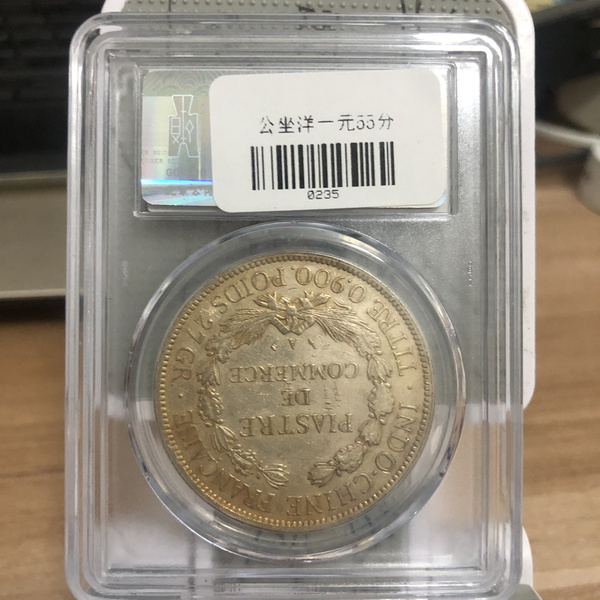 公坐洋一元55分
0235
TITRE 0,900. POIDS 27 GR.
INDO-CHINE FRANÇAISE
PIASTRE
DE
COMMERCE
A